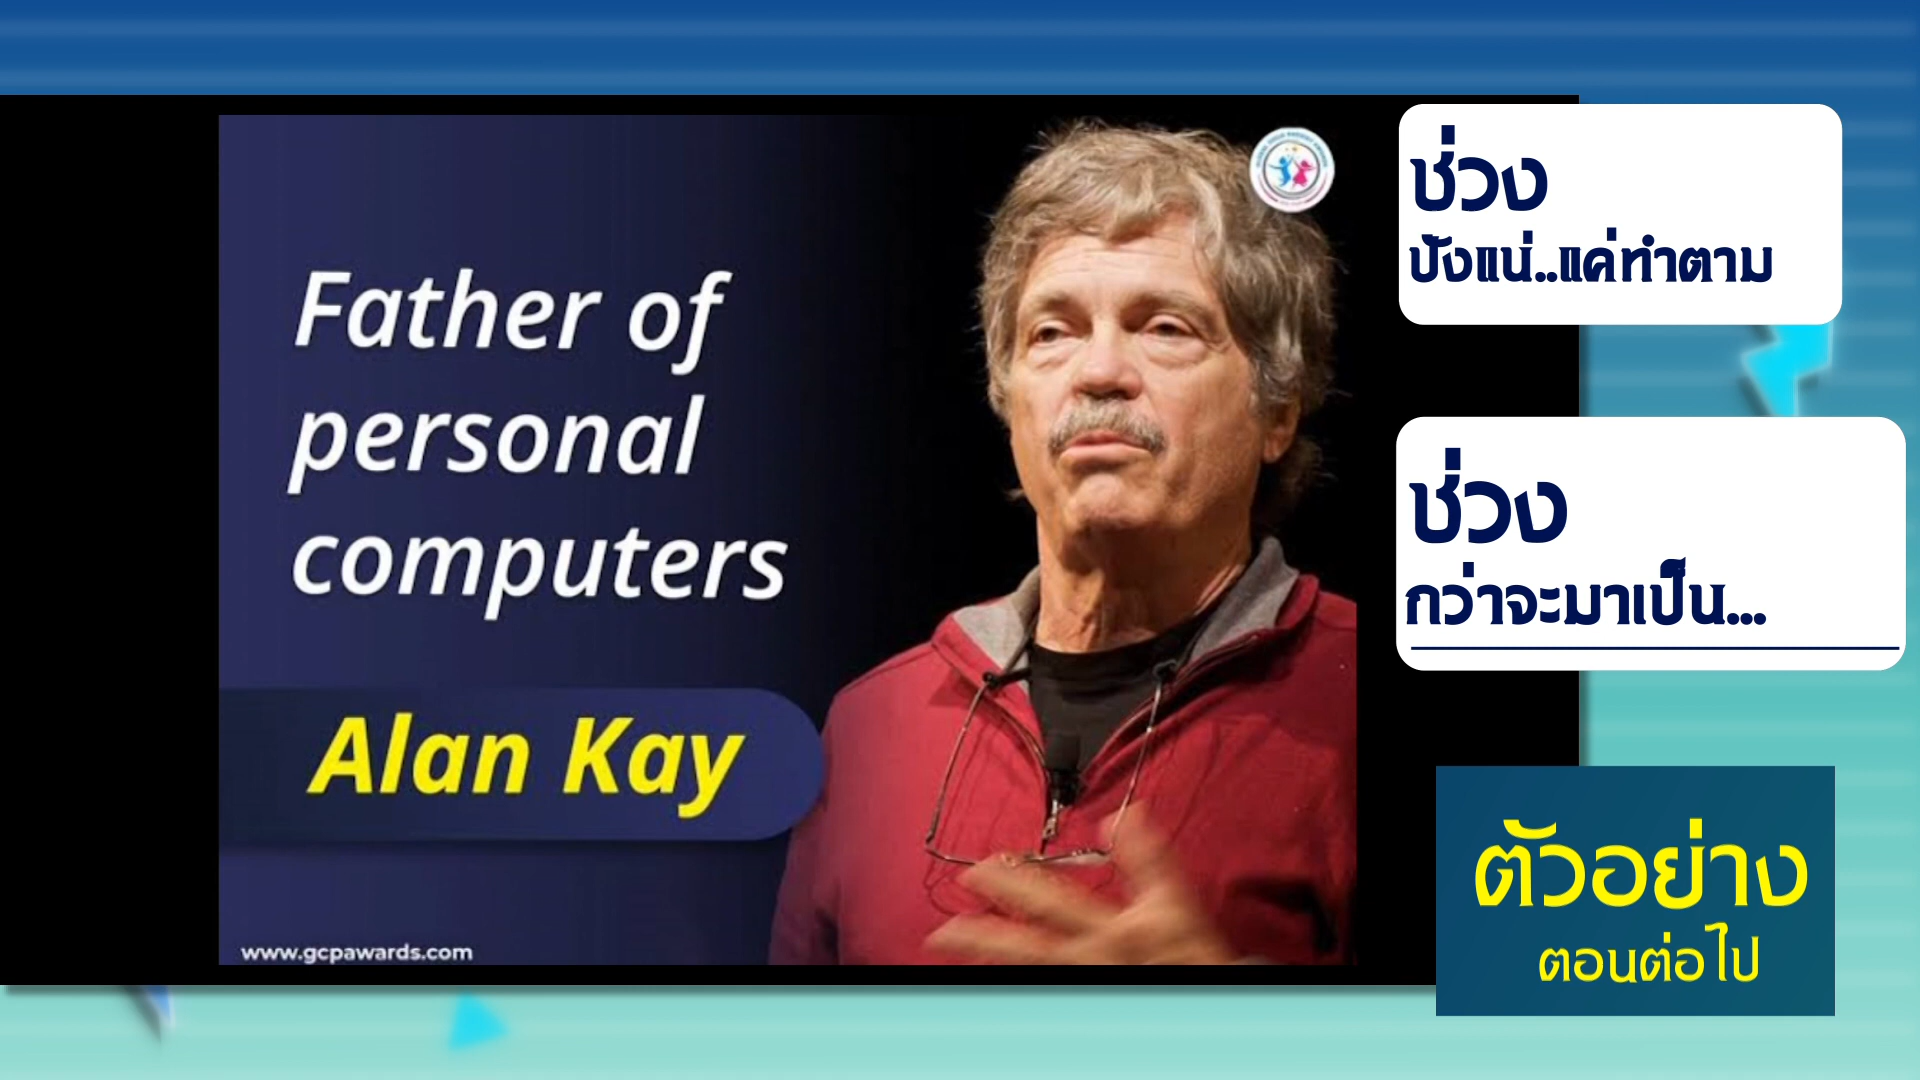 Father of
personal
computers
Alan Kay
www.gcpawards.com
ช่วง
ปังแน่..แค่ทำตาม
ช่วง
กว่าจะมาเป็น...
ตัวอย่าง
ตอนต่อไป